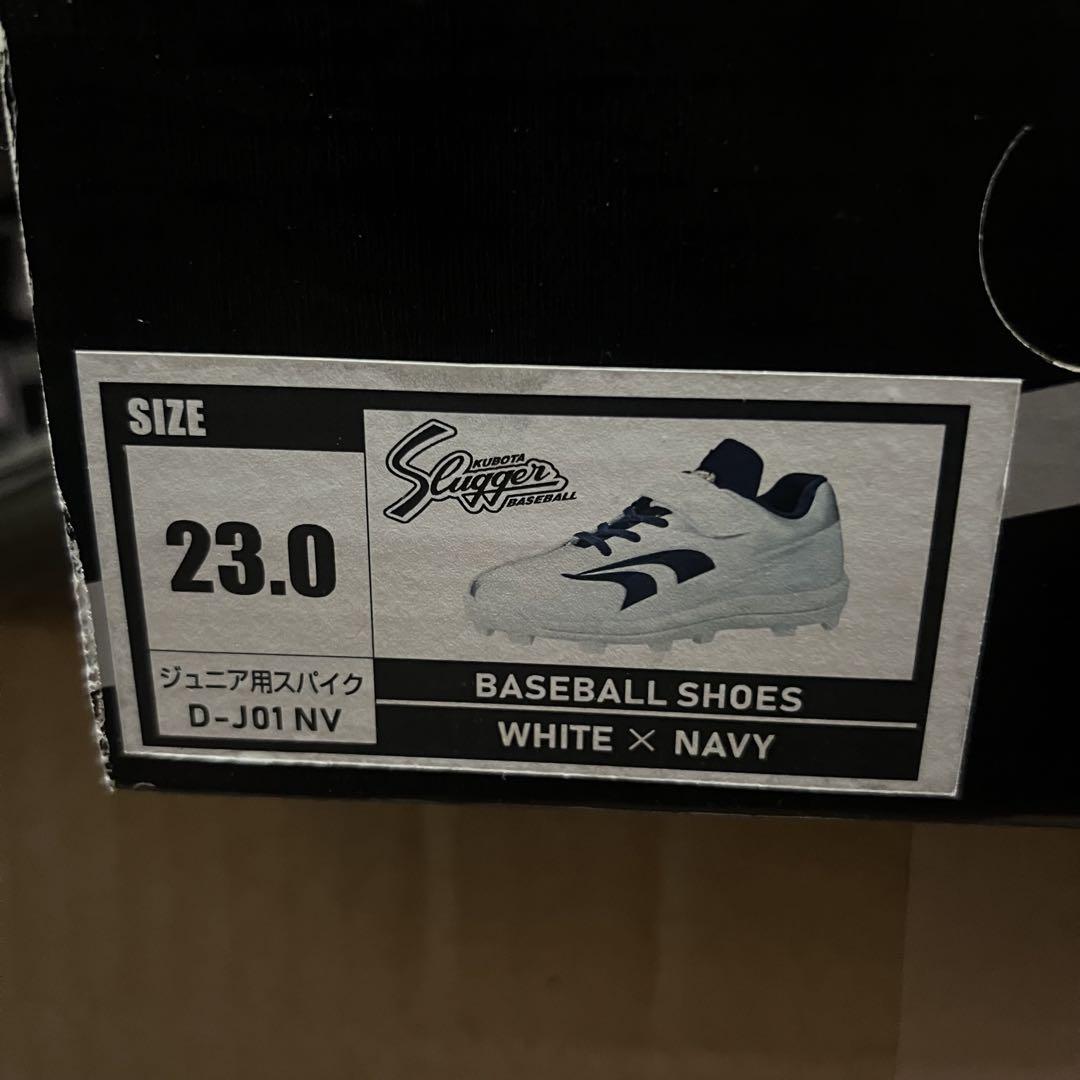 SIZE
23.0
ジュニア用スパイク
D-J01 NV
KUBOTA
Slugger
BASEBALL
BASEBALL SHOES
WHITE × NAVY